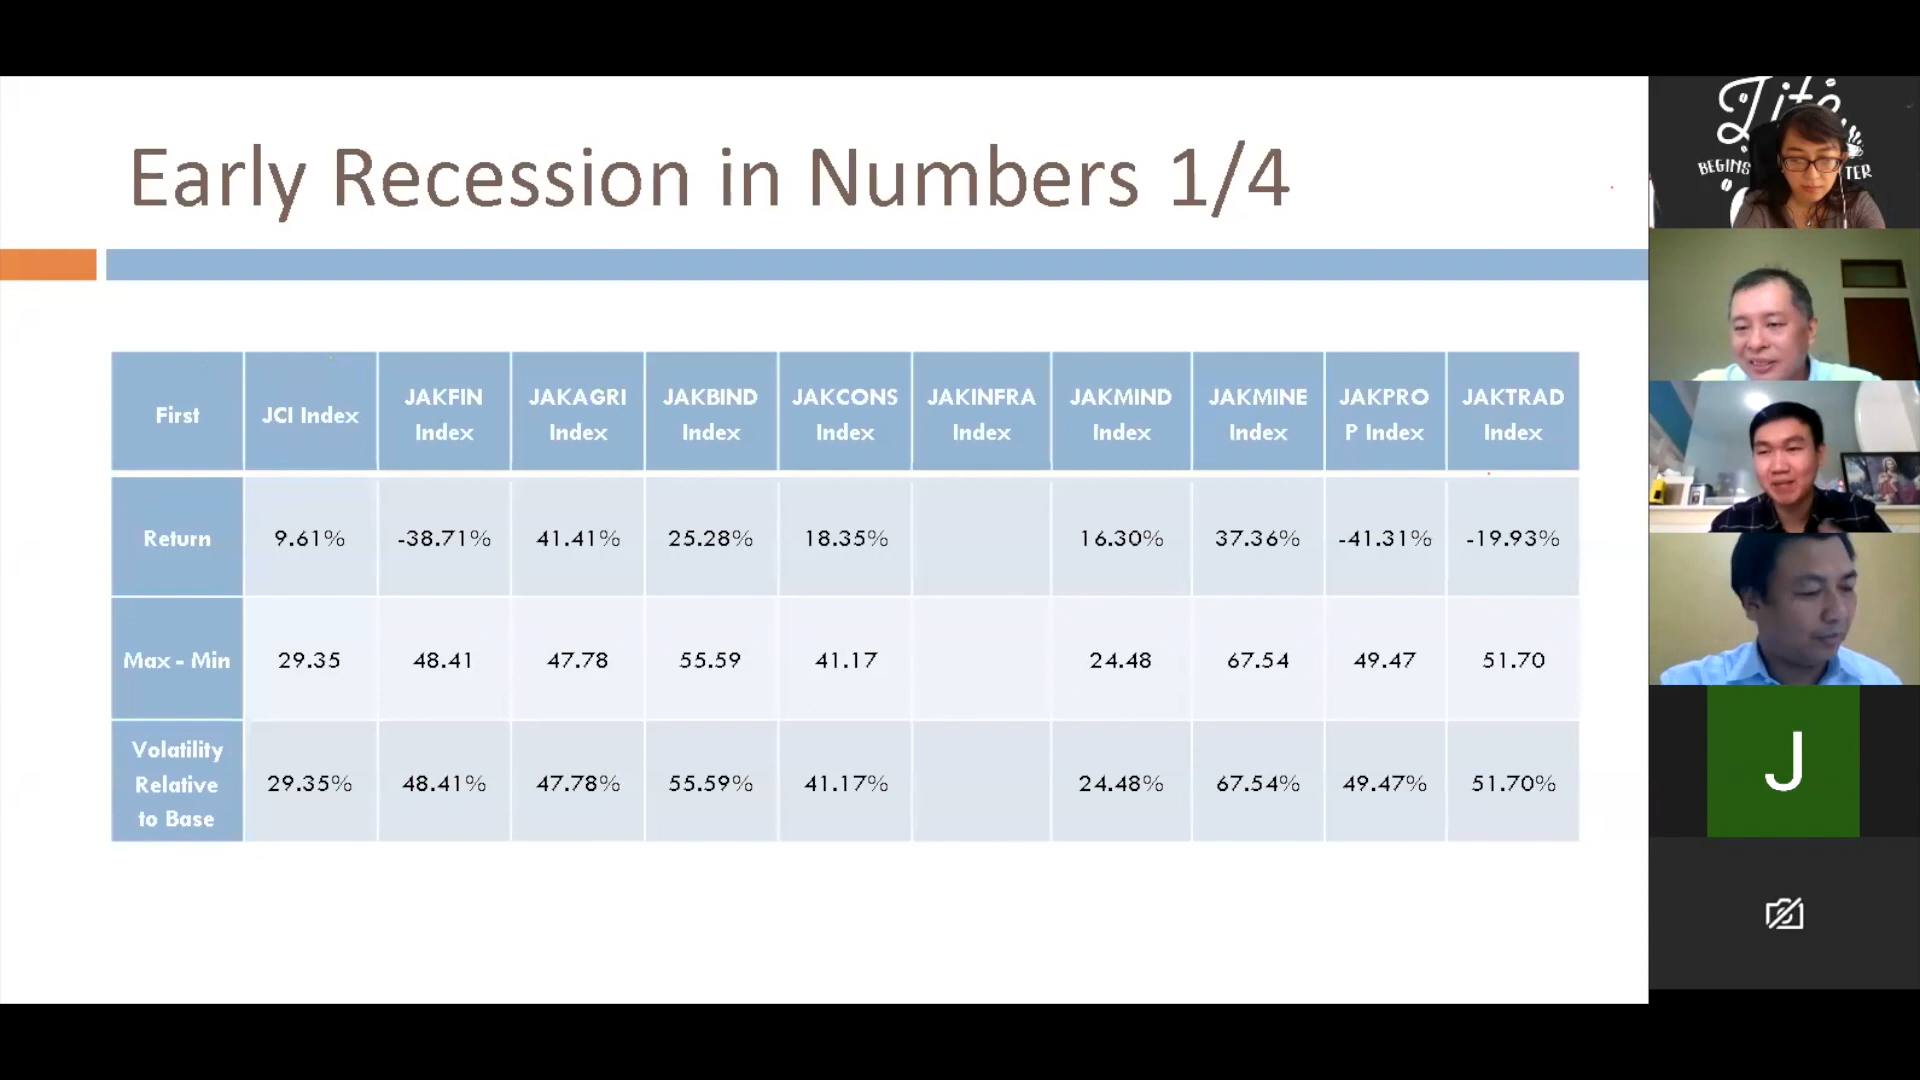 Early Recession in Numbers 1/4
First
JCI Index
JAKFIN
Index
JAKAGRI
Index
JAKBIND
Index
JAKCONS
Index
JAKINFRA
Index
JAKMIND
Index
JAKMINE
Index
JAKPRO
P Index
JAKTRAD
Index
Return 9.61% -38.71% 41.41% 25.28% 18.35% 16.30% 37.36% -41.31% -19.93%
Max - Min 29.35 48.41 47.78 55.59 41.17 24.48 67.54 49.47 51.70
Volatility
Relative
to Base
29.35% 48.41% 47.78% 55.59% 41.17% 24.48% 67.54% 49.47% 51.70%
BEGINS
J